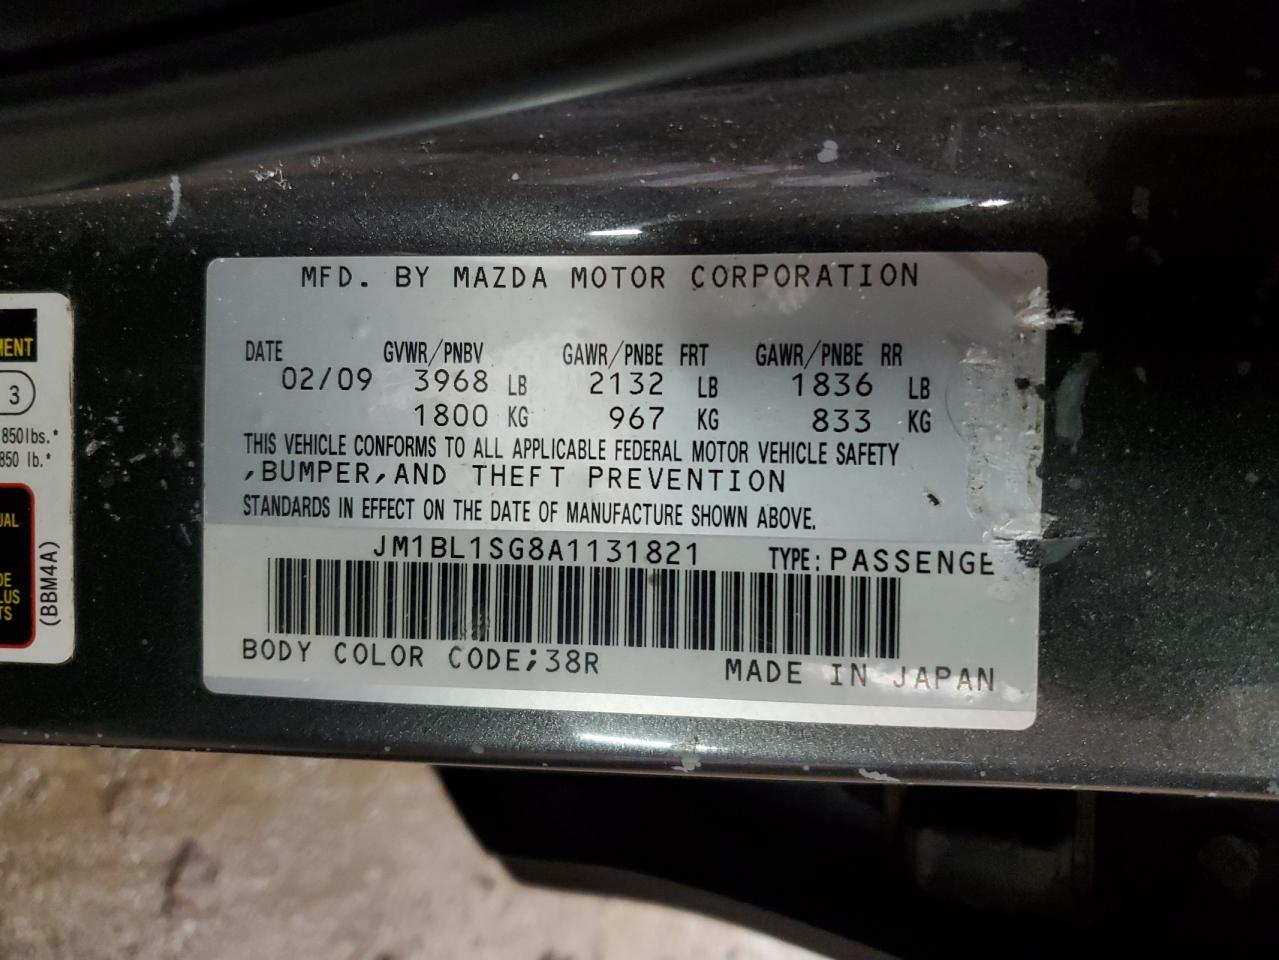 MFD. BY MAZDA MOTOR CORPORATION
DATE GVWR/PNBV GAWR/PNBE FRT GAWR/PNBE RR
02/09 3968 LB 2132 LB 1836 LB
1800 KG 967 KG 833 KG
THIS VEHICLE CONFORMS TO ALL APPLICABLE FEDERAL MOTOR VEHICLE SAFETY
,BUMPER,AND THEFT PREVENTION
STANDARDS IN EFFECT ON THE DATE OF MANUFACTURE SHOWN ABOVE.
JM1BL1SG8A1131821 TYPE:PASSENGE
BODY COLOR CODE;38R MADE IN JAPAN
MENT
3
850lbs.*
850 lb.*
UAL
DE
LUS
TS
(BBM4A)